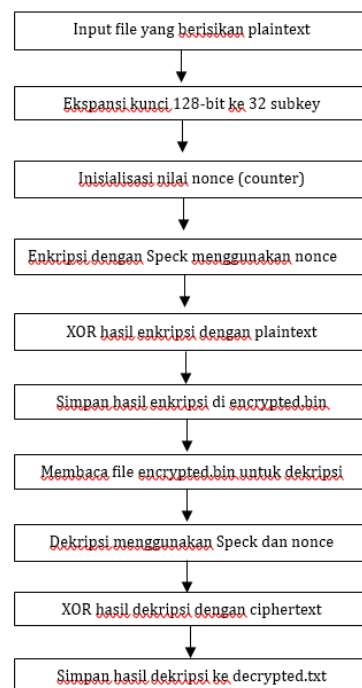 Input file yang berisikan plaintext
Ekspansi kunci 128-bit ke 32 subkey
Inisialisasi nilai nonce (counter)
Enkripsi dengan Speck menggunakan nonce
XOR hasil enkripsi dengan plaintext
Simpan hasil enkripsi di encrypted.bin
Membaca file encrypted.bin untuk dekripsi
Dekripsi menggunakan Speck dan nonce
XOR hasil dekripsi dengan ciphertext
Simpan hasil dekripsi ke decrypted.txt